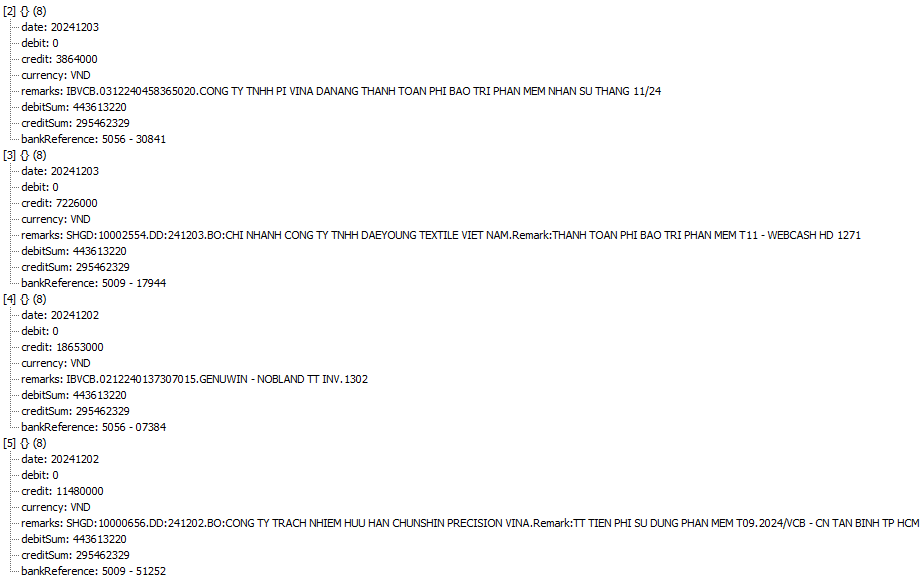 [2] {} (8)
date: 20241203
debit: 0
credit: 3864000
currency: VND
remarks: IBVCB.0312240458365020.CONG TY TNHH PI VINA DANANG THANH TOAN PHI BAO TRI PHAN MEM NHAN SU THANG 11/24
debitSum: 443613220
creditSum: 295462329
bankReference: 5056 - 30841
[3] {} (8)
date: 20241203
debit: 0
credit: 7226000
currency: VND
remarks: SHGD:10002554.DD:241203.BO:CHI NHANH CONG TY TNHH DAEYOUNG TEXTILE VIET NAM.Remark:THANH TOAN PHI BAO TRI PHAN MEM T11 - WEBCASH HD 1271
debitSum: 443613220
creditSum: 295462329
bankReference: 5009 - 17944
[4] {} (8)
date: 20241202
debit: 0
credit: 18653000
currency: VND
remarks: IBVCB.0212240137307015.GENUWIN - NOBLAND TT INV.1302
debitSum: 443613220
creditSum: 295462329
bankReference: 5056 - 07384
[5] {} (8)
date: 20241202
debit: 0
credit: 11480000
currency: VND
remarks: SHGD:10000656.DD:241202.BO:CONG TY TRACH NHIEM HUU HAN CHUNSHIN PRECISION VINA.Remark:TT TIEN PHI SU DUNG PHAN MEM T09.2024/VCB - CN TAN BINH TP HCM
debitSum: 443613220
creditSum: 295462329
bankReference: 5009 - 51252